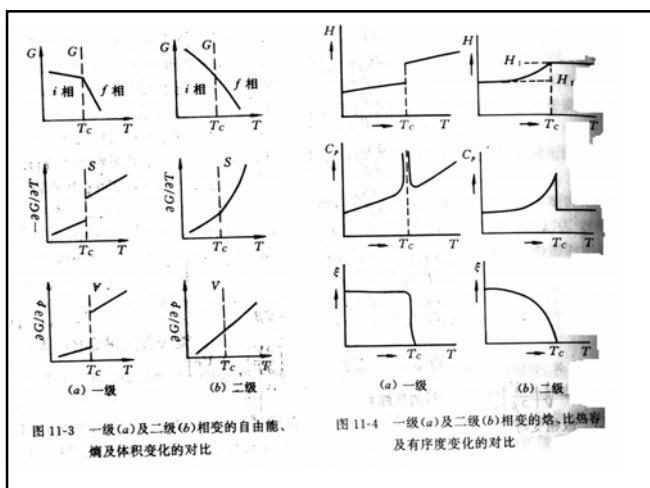 G
G
i 相
f 相
Tc
T
G
G
i 相
f 相
Tc
T
−∂G/∂T
S
Tc
T
∂G/∂T
S
Tc
T
∂G/∂P
V
Tc
T
∂G/∂P
V
Tc
T
(a) 一级
(b) 二级
图 11-3 一级(a)及二级(b)相变的自由能、
熵及体积变化的对比
H
Tc
T
H
H
Tc
T
Cp
Tc
T
Cp
Tc
T
ξ
Tc
T
ξ
Tc
T
(a) 一级
(b) 二级
图 11-4 一级(a)及二级(b)相变的焓、比热容
及有序度变化的对比